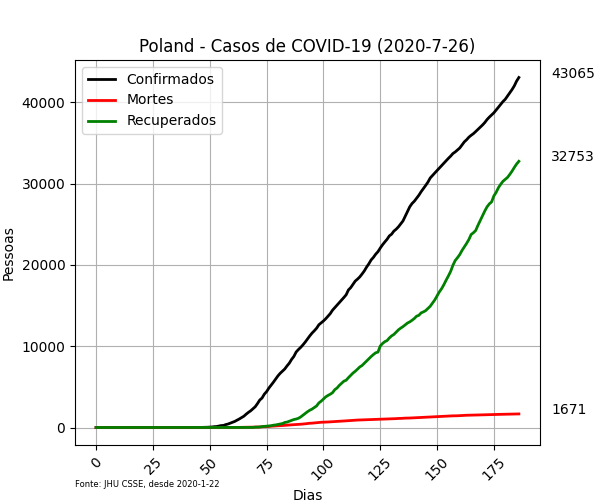 Poland - Casos de COVID-19 (2020-7-26)
Confirmados
Mortes
Recuperados
43065
32753
1671
Pessoas
40000
30000
20000
10000
0
0
25
50
75
100
125
150
175
Dias
Fonte: JHU CSSE, desde 2020-1-22